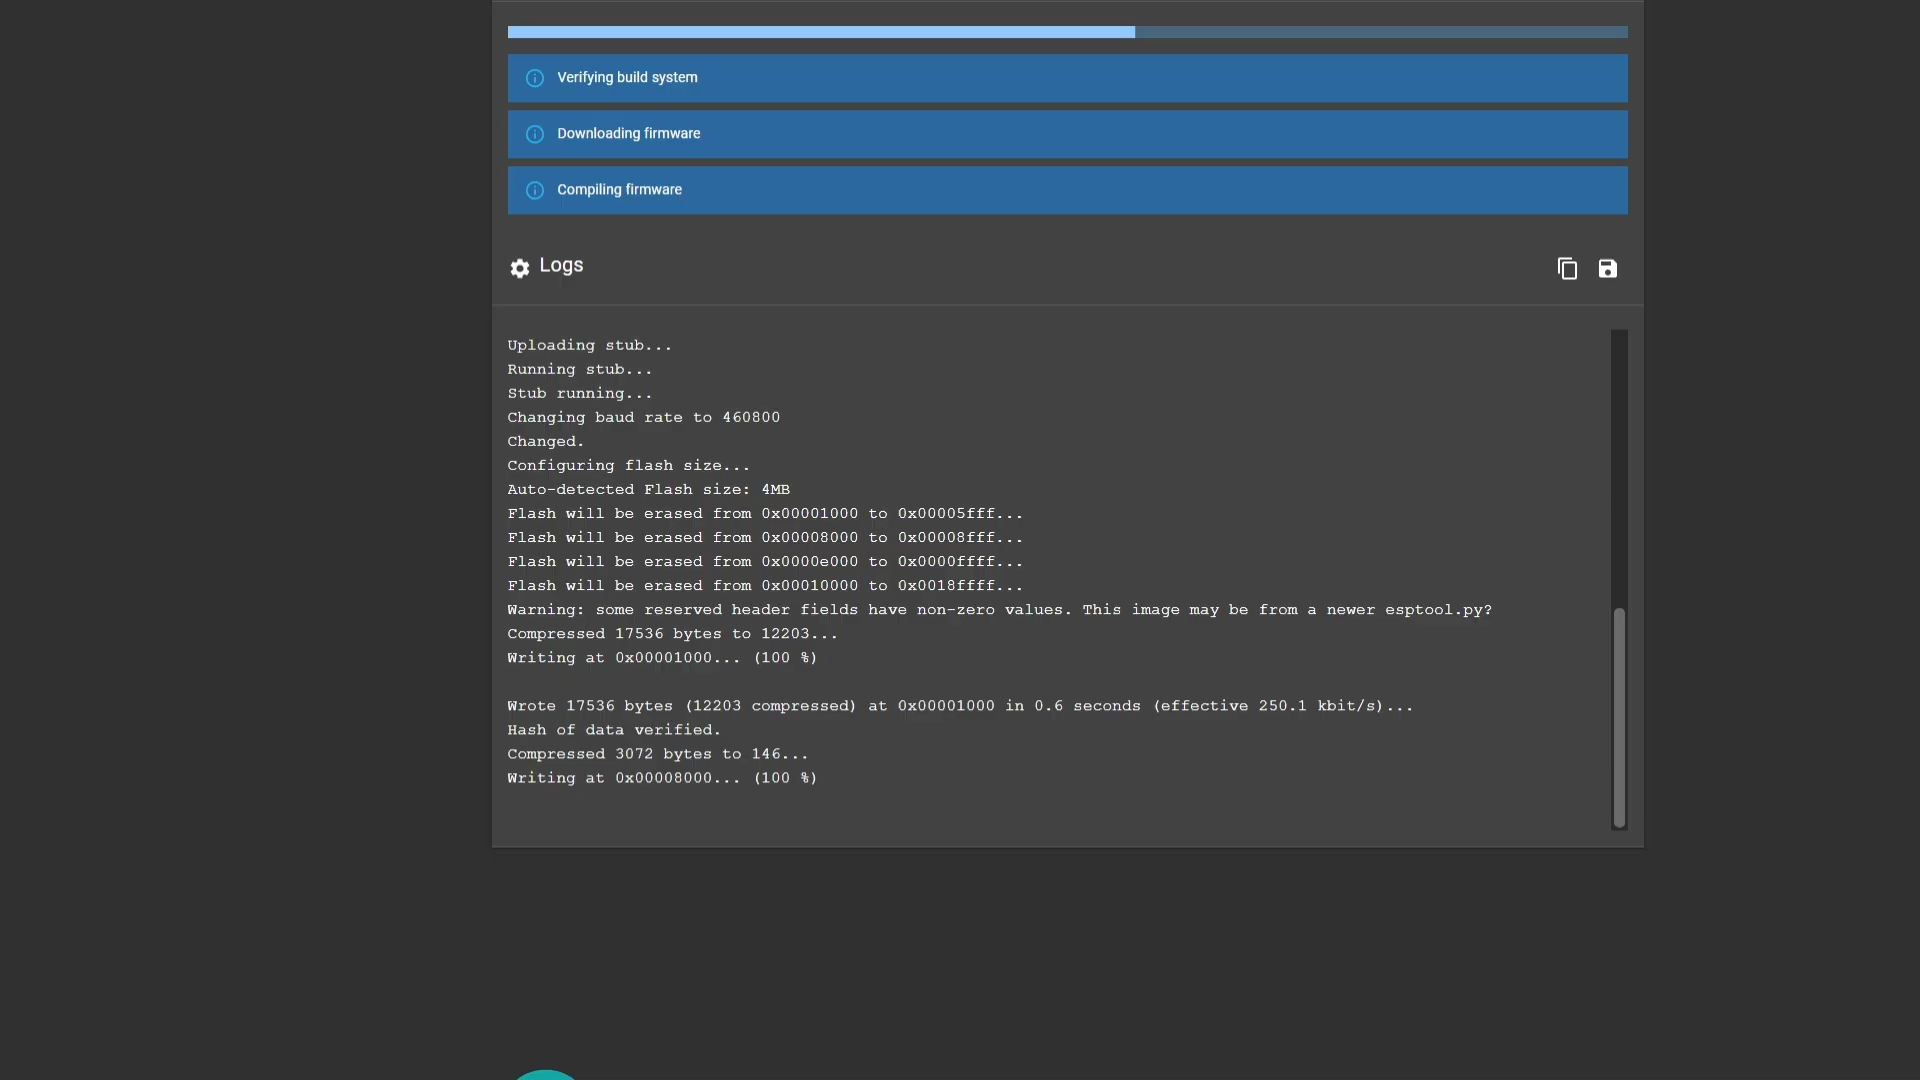 Verifying build system
Downloading firmware
Compiling firmware
Logs
Uploading stub...
Running stub...
Stub running...
Changing baud rate to 460800
Changed.
Configuring flash size...
Auto-detected Flash size: 4MB
Flash will be erased from 0x00001000 to 0x00005fff...
Flash will be erased from 0x00008000 to 0x00008fff...
Flash will be erased from 0x0000e000 to 0x0000ffff...
Flash will be erased from 0x00010000 to 0x0018ffff...
Warning: some reserved header fields have non-zero values. This image may be from a newer esptool.py?
Compressed 17536 bytes to 12203...
Writing at 0x00001000... (100 %)
Wrote 17536 bytes (12203 compressed) at 0x00001000 in 0.6 seconds (effective 250.1 kbit/s)...
Hash of data verified.
Compressed 3072 bytes to 146...
Writing at 0x00008000... (100 %)